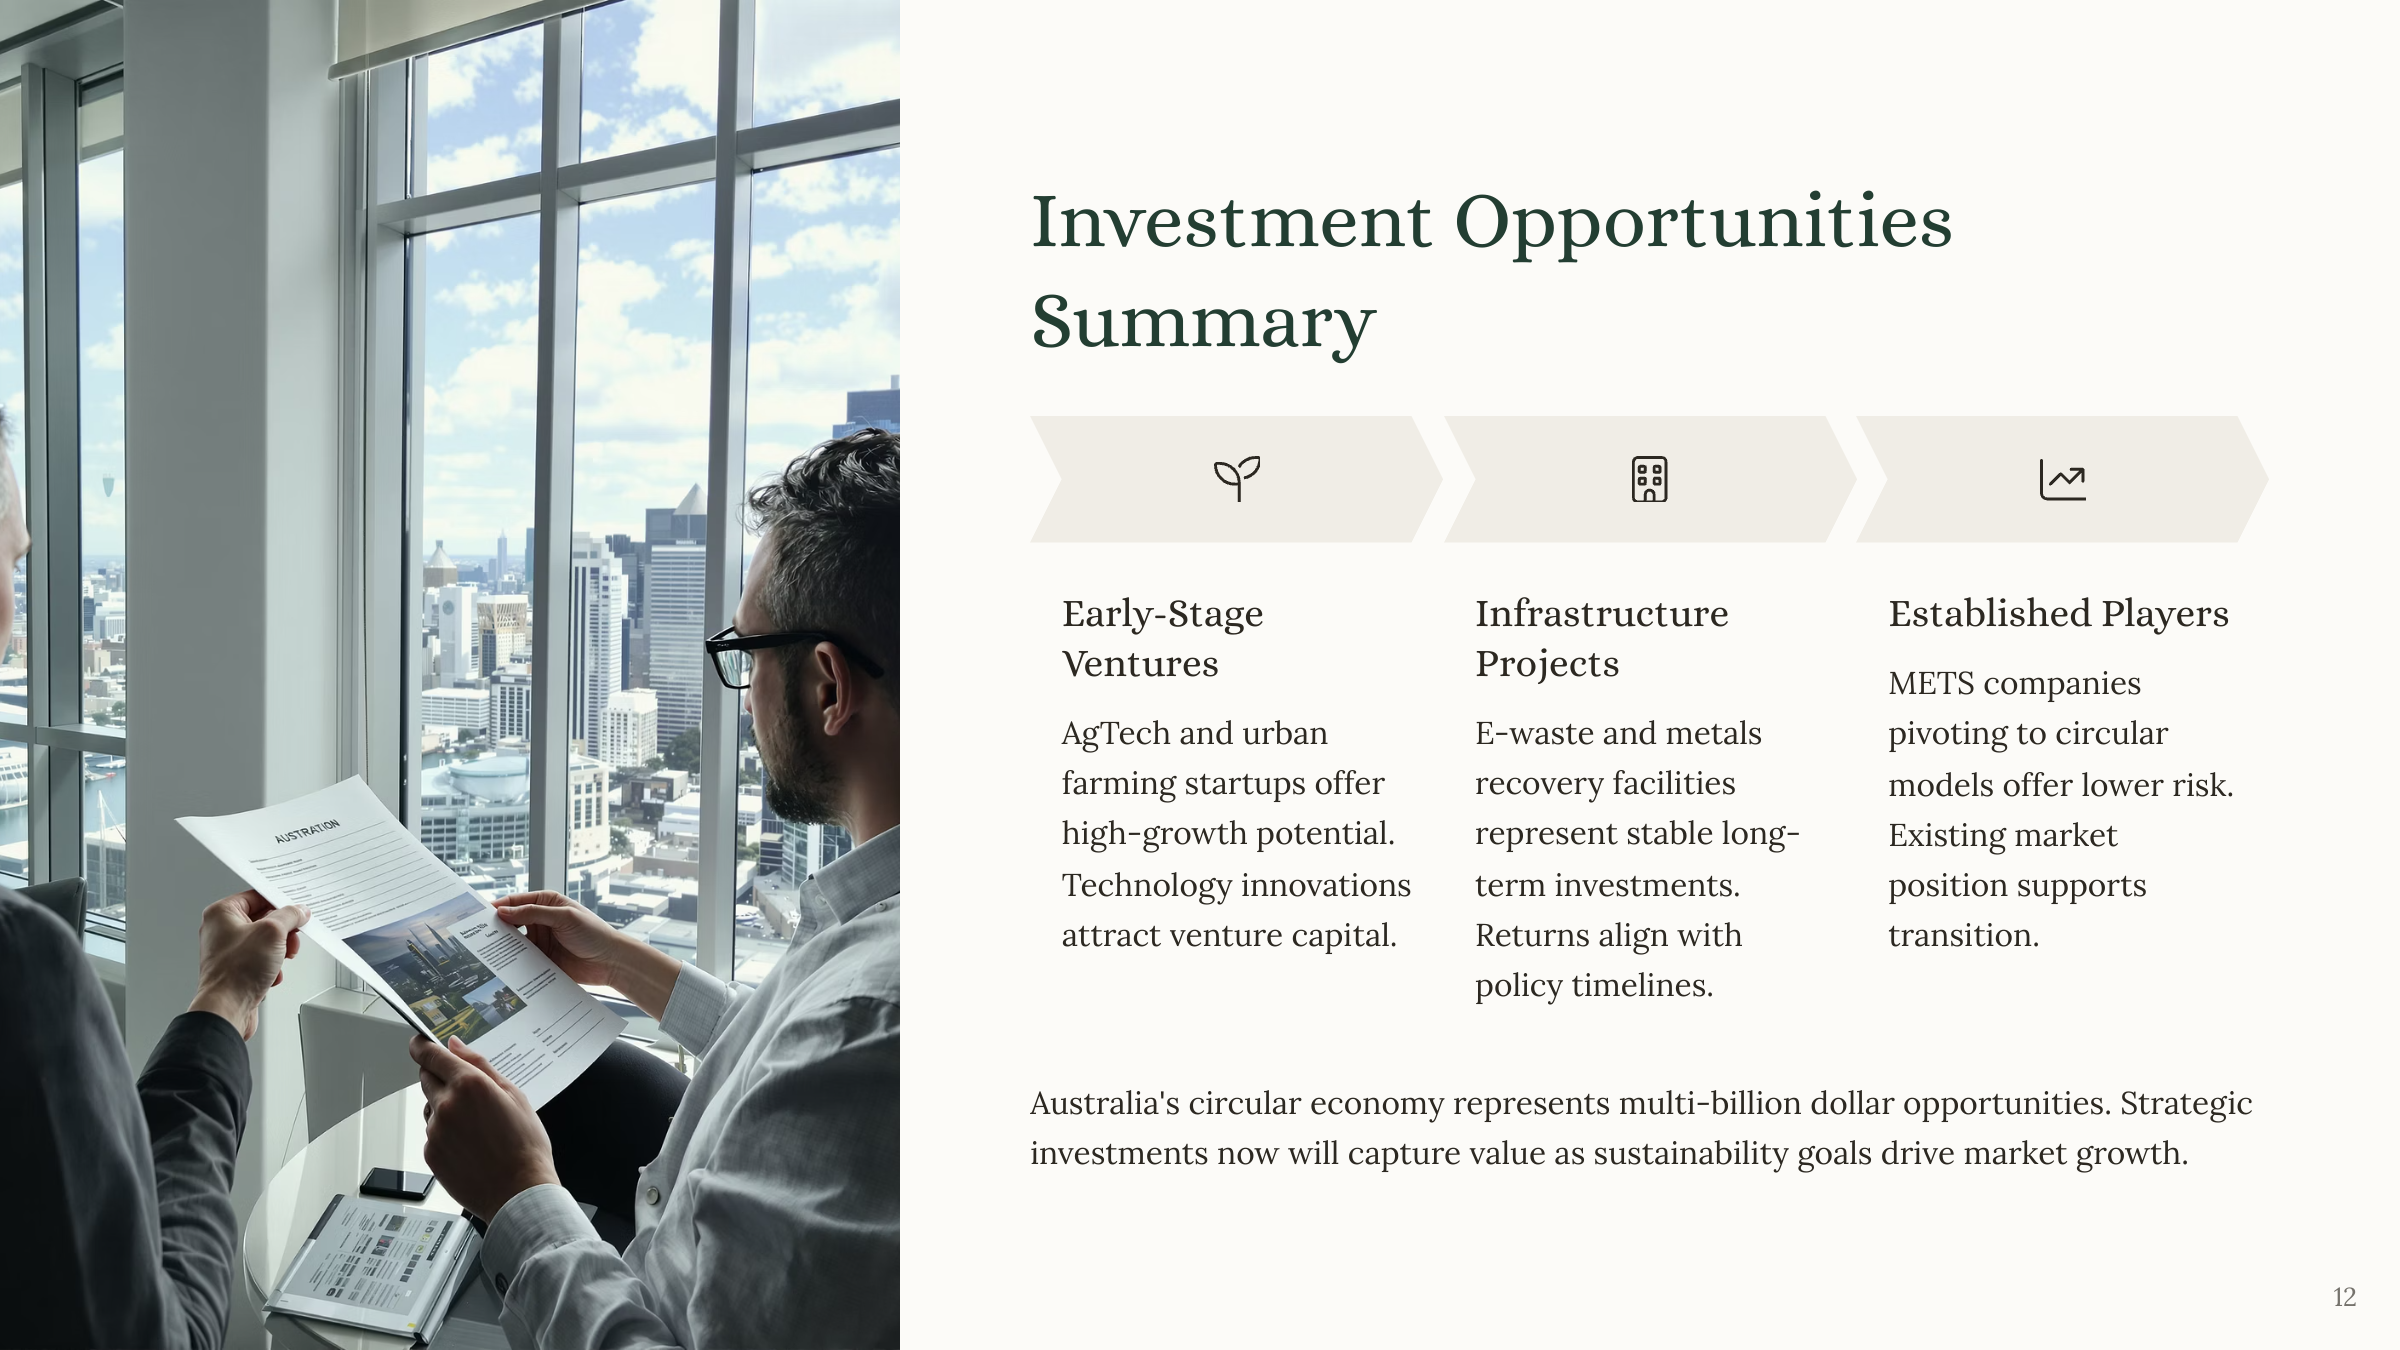 Investment Opportunities
Summary
Early-Stage
Ventures
AgTech and urban
farming startups offer
high-growth potential.
Technology innovations
attract venture capital.
Infrastructure
Projects
E-waste and metals
recovery facilities
represent stable long-
term investments.
Returns align with
policy timelines.
Established Players
METS companies
pivoting to circular
models offer lower risk.
Existing market
position supports
transition.
Australia's circular economy represents multi-billion dollar opportunities. Strategic
investments now will capture value as sustainability goals drive market growth.
12
AUSTRATION